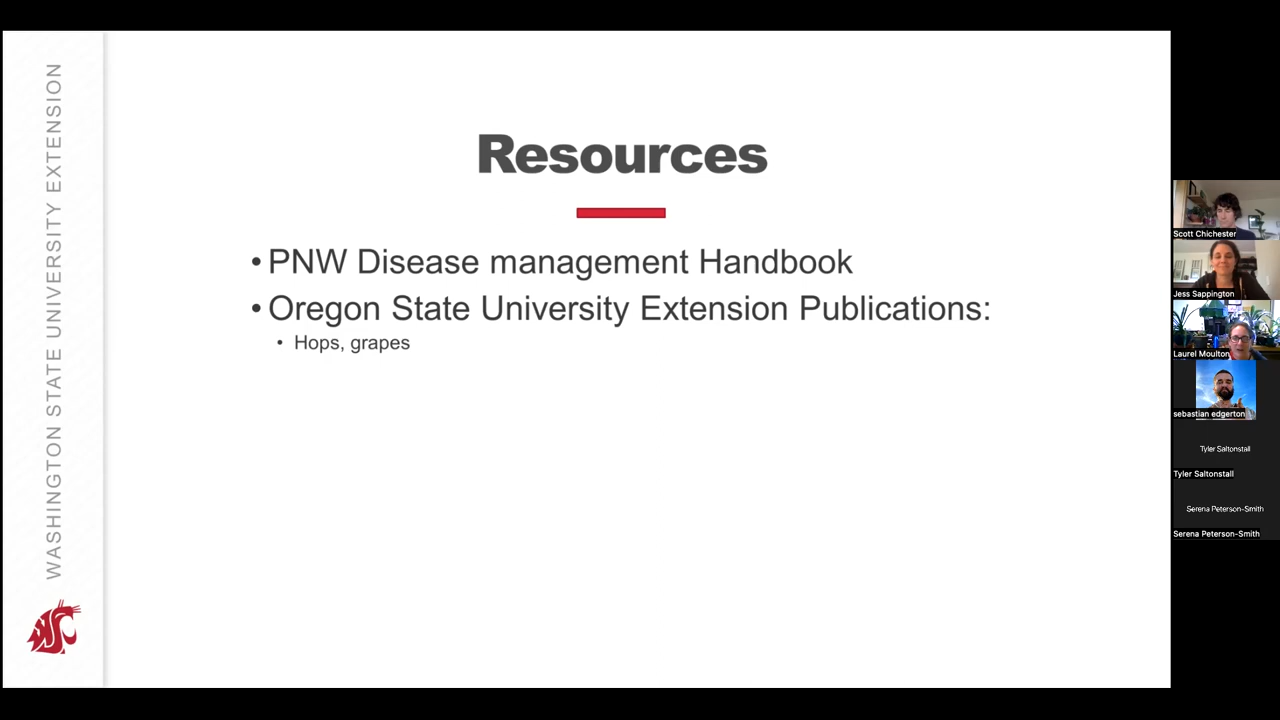 WASHINGTON STATE UNIVERSITY EXTENSION
Resources
• PNW Disease management Handbook
• Oregon State University Extension Publications:
• Hops, grapes
Scott Chichester
Jess Sappington
Laurel Moulton
sebastian edgerton
Tyler Saltonstall
Tyler Saltonstall
Serena Peterson-Smith
Serena Peterson-Smith